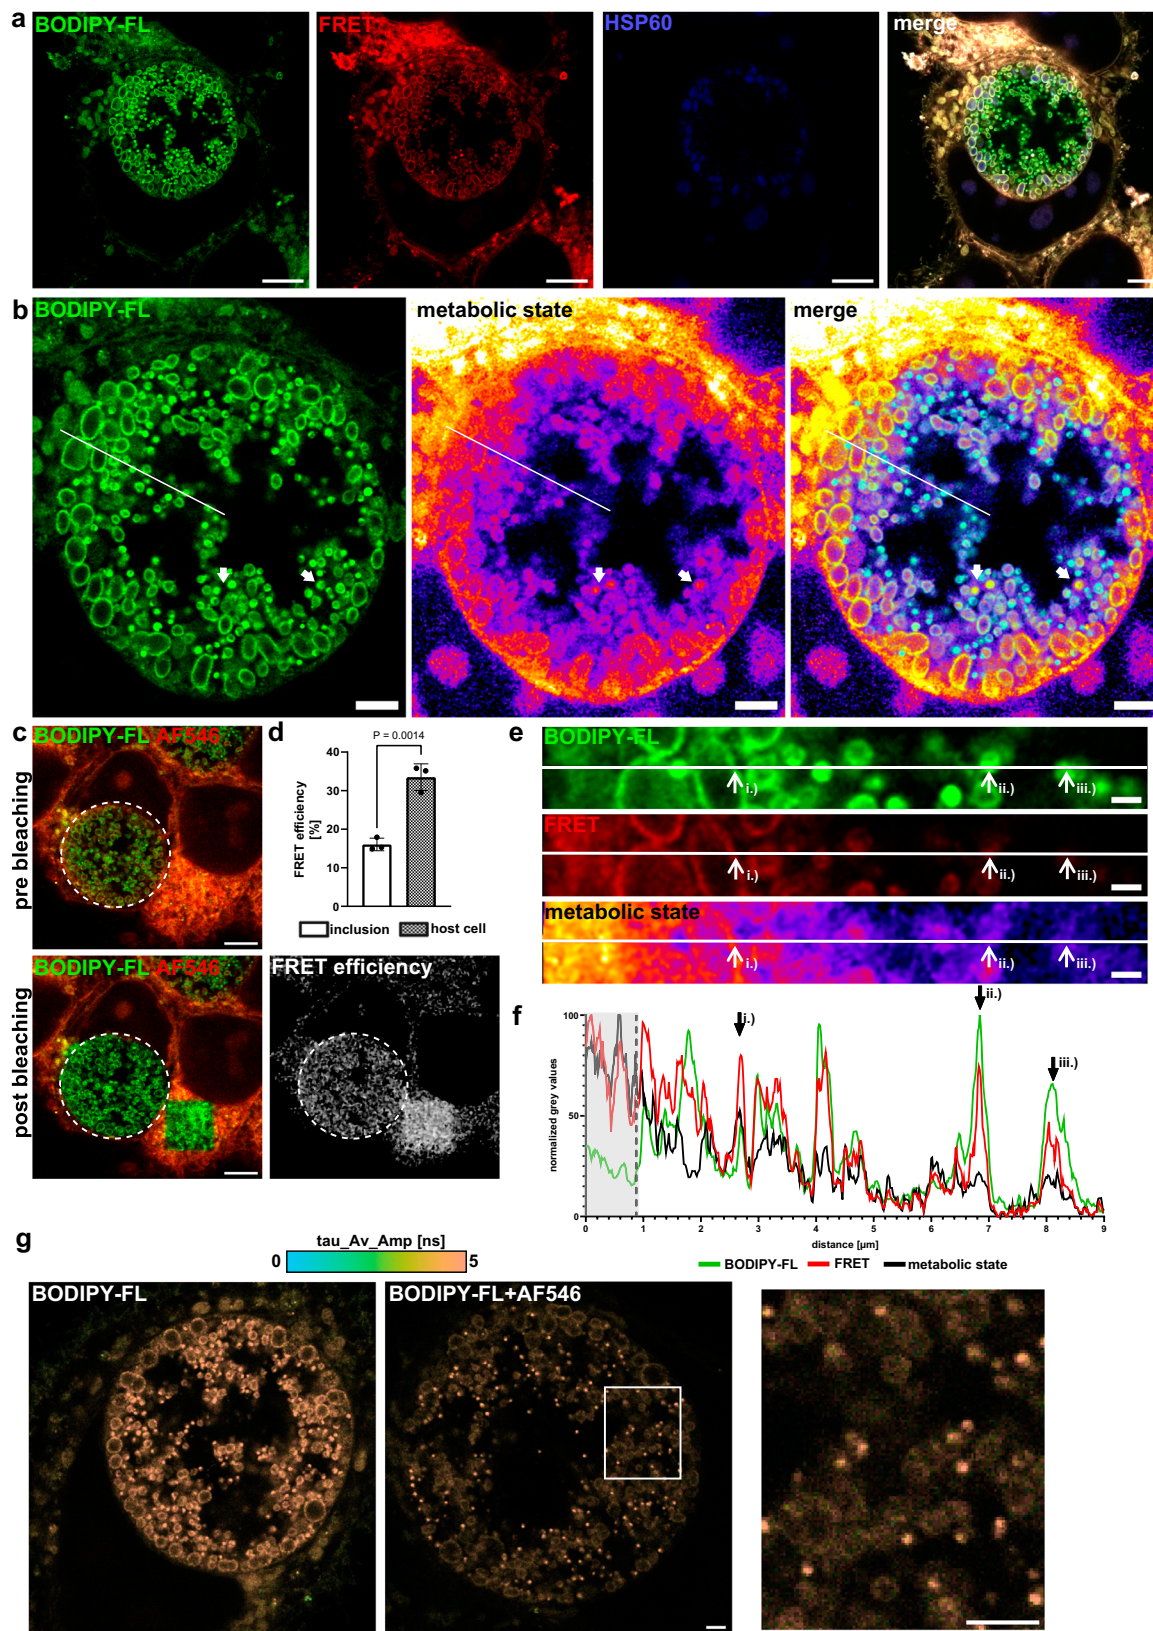 a
BODIPY-FL
FRET
HSP60
merge
b
BODIPY-FL
metabolic state
merge
c
BODIPY-FL AF546
pre bleaching
BODIPY-FL AF546
post bleaching
d
P = 0.0014
FRET efficiency
[%]
40
30
20
10
0
inclusion
host cell
FRET efficiency
e
BODIPY-FL
i.)
ii.)
iii.)
FRET
i.)
ii.)
iii.)
metabolic state
i.)
ii.)
iii.)
f
i.)
ii.)
iii.)
normalized grey values
100
50
0
0 1 2 3 4 5 6 7 8 9
distance [µm]
BODIPY-FL FRET metabolic state
g
tau_Av_Amp [ns]
0 5
BODIPY-FL
BODIPY-FL+AF546